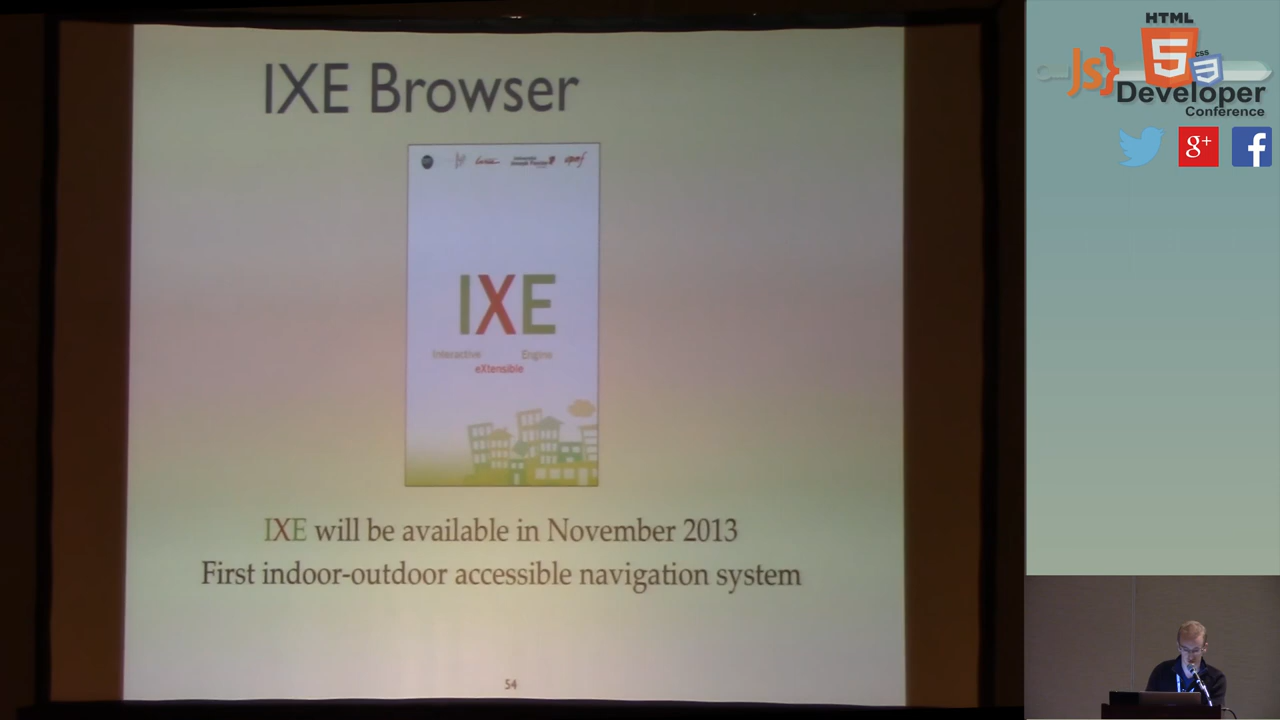 IXE Browser
IXE
Interactive Engine
eXtensible
IXE will be available in November 2013
First indoor-outdoor accessible navigation system
54
HTML
JS} 5 CSS 3
Developer
Conference
g+ f